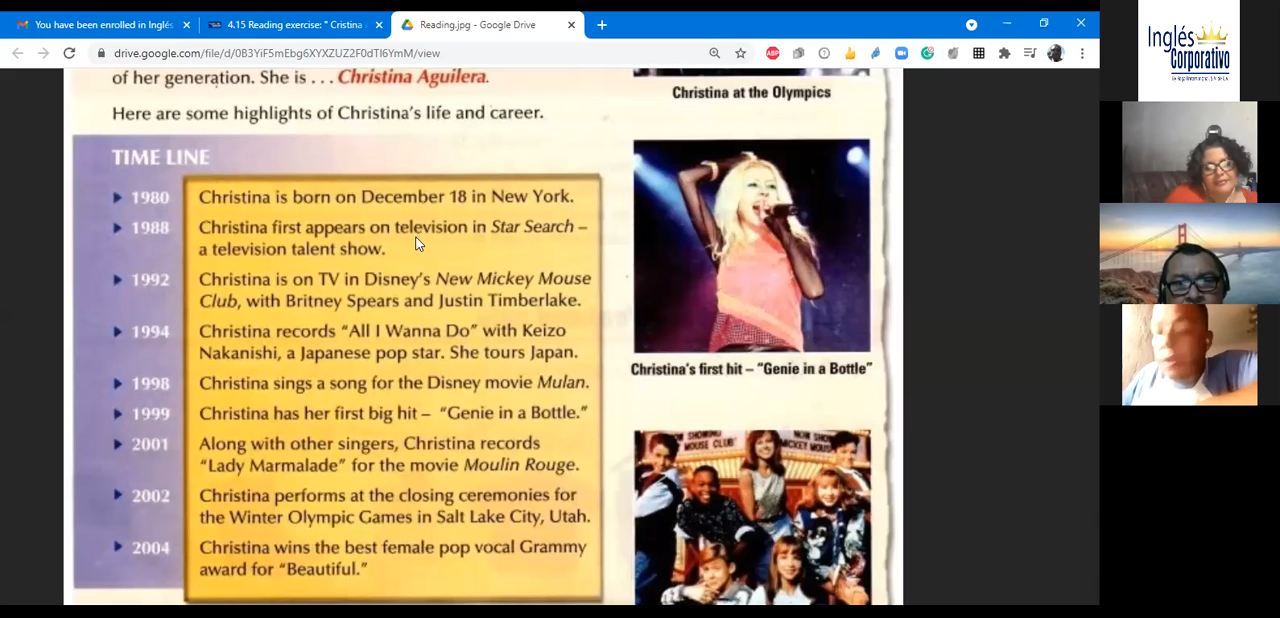 You have been enrolled in Inglés
4.15 Reading exercise: " Cristina
Reading.jpg - Google Drive
drive.google.com/file/d/0B3YiF5mEbg6XYXZUZ2F0dTI6YmM/view
of her generation. She is . . . Christina Aguilera.
Here are some highlights of Christina's life and career.
TIME LINE
1980 Christina is born on December 18 in New York.
1988 Christina first appears on television in Star Search –
a television talent show.
1992 Christina is on TV in Disney's New Mickey Mouse
Club, with Britney Spears and Justin Timberlake.
1994 Christina records “All I Wanna Do” with Keizo
Nakanishi, a Japanese pop star. She tours Japan.
1998 Christina sings a song for the Disney movie Mulan.
1999 Christina has her first big hit – “Genie in a Bottle.”
2001 Along with other singers, Christina records
“Lady Marmalade” for the movie Moulin Rouge.
2002 Christina performs at the closing ceremonies for
the Winter Olympic Games in Salt Lake City, Utah.
2004 Christina wins the best female pop vocal Grammy
award for “Beautiful.”
Christina at the Olympics
Christina's first hit – “Genie in a Bottle”
SHOWING
MOUSE CLUB
NOW SHO
MICKEY MOUS
Inglés
Corporativo